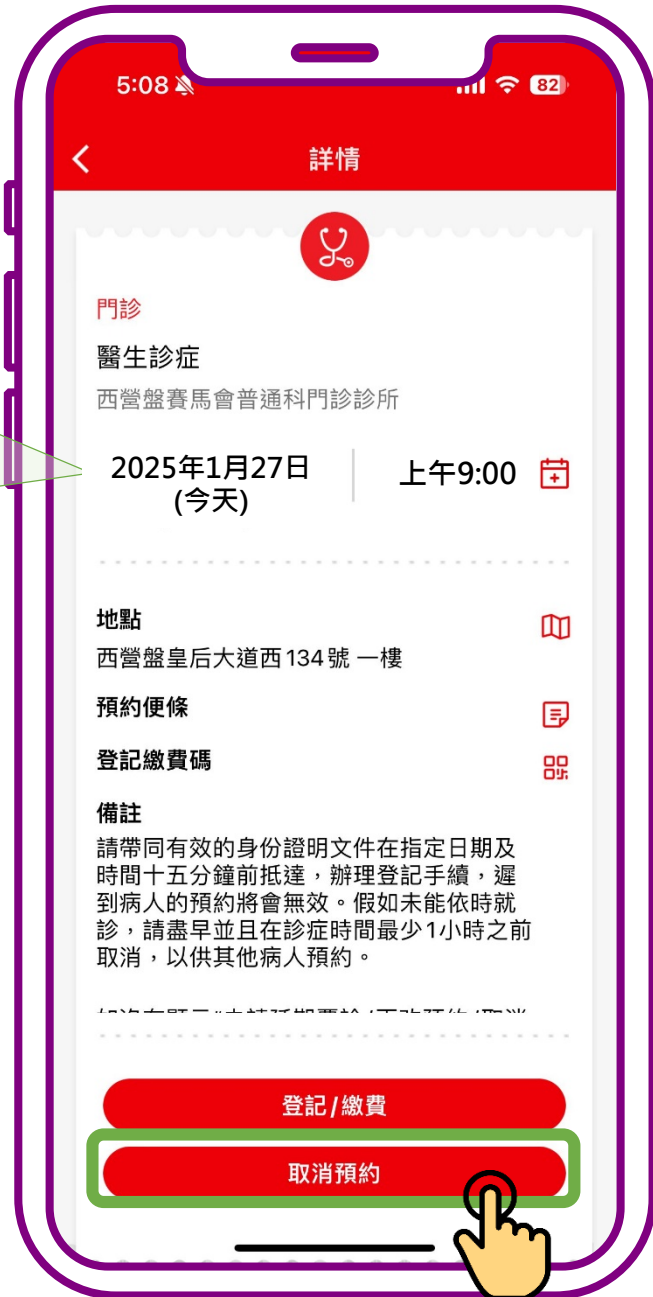 5:08
82
詳情
門診
醫生診症
西營盤賽馬會普通科門診診所
2025年1月27日
(今天)
上午9:00
地點
西營盤皇后大道西134號 一樓
預約便條
登記繳費碼
備註
請帶同有效的身份證明文件在指定日期及
時間十五分鐘前抵達，辦理登記手續，遲
到病人的預約將會無效。假如未能依時就
診，請盡早並且在診症時間最少1小時之前
取消，以供其他病人預約。
登記/繳費
取消預約